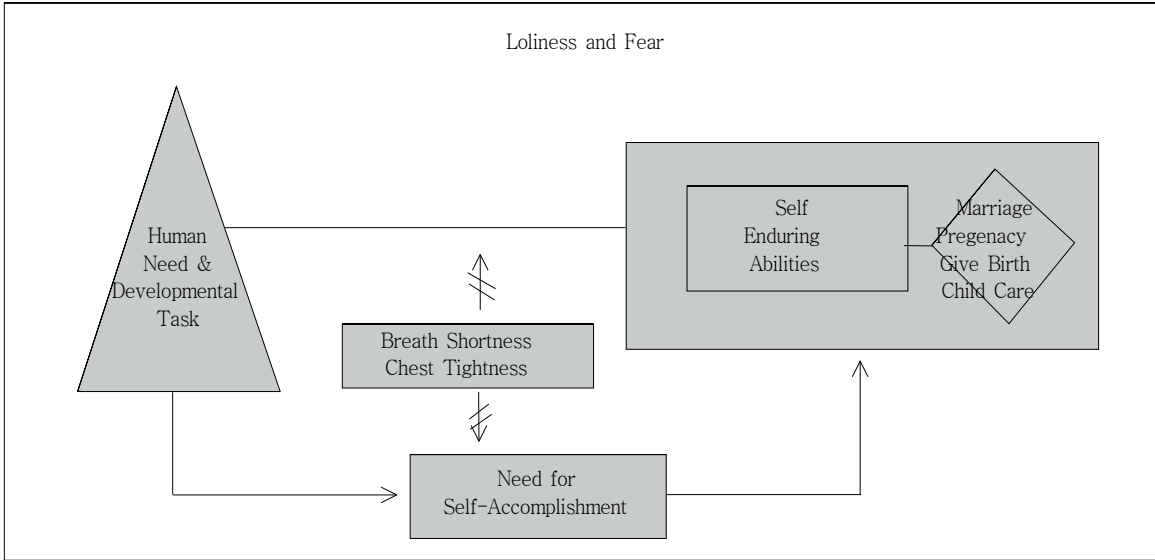 Loliness and Fear
Human
Need &
Developmental
Task
Self
Enduring
Abilities
Marriage
Pregenacy
Give Birth
Child Care
Breath Shortness
Chest Tightness
Need for
Self-Accomplishment